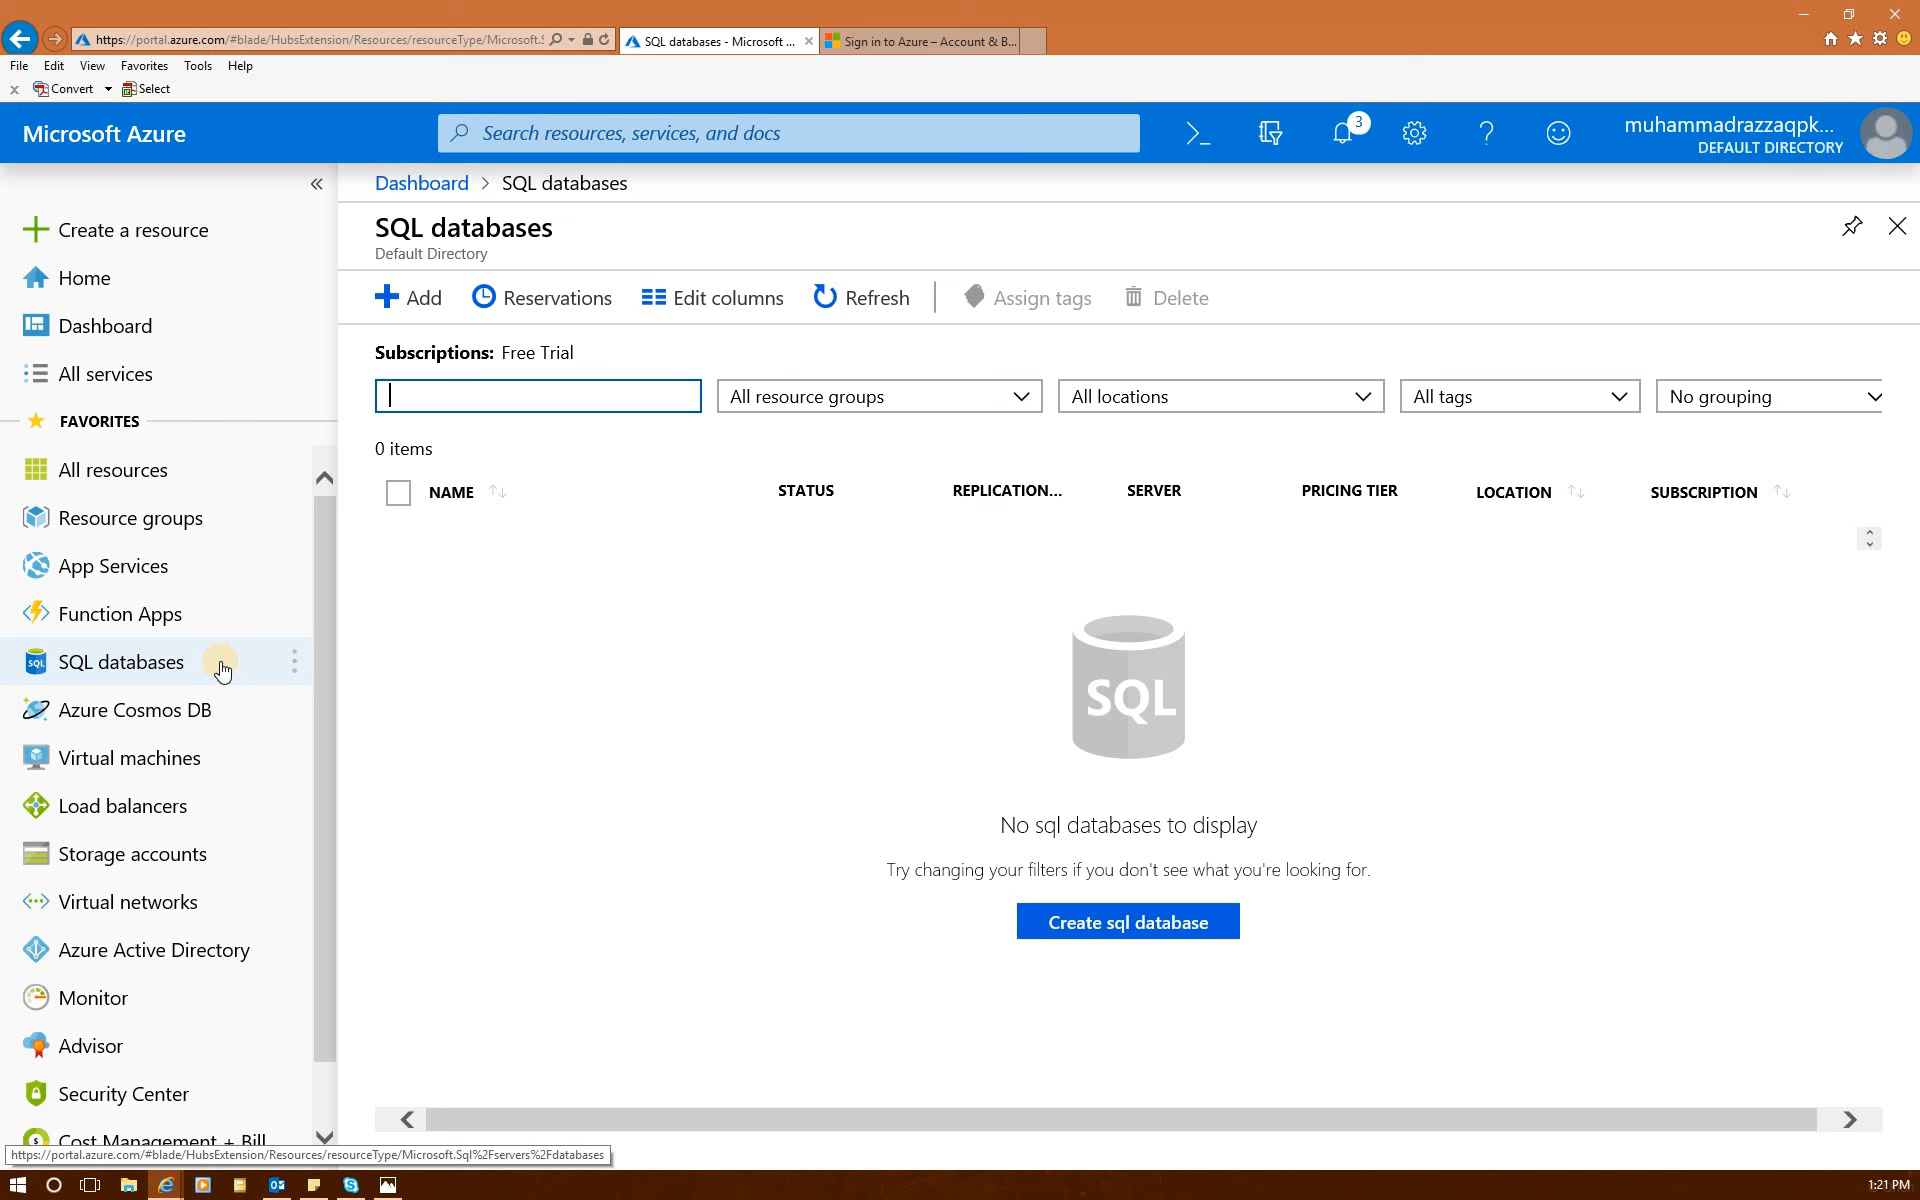 https://portal.azure.com/#blade/HubsExtension/Resources/resourceType/Microsoft.S
SQL databases - Microsoft ...
Sign in to Azure – Account & B...
File Edit View Favorites Tools Help
x Convert Select
Microsoft Azure
Search resources, services, and docs
3
muhammadrazzaqpk...
DEFAULT DIRECTORY
Dashboard > SQL databases
SQL databases
Default Directory
Add Reservations Edit columns Refresh Assign tags Delete
Subscriptions: Free Trial
All resource groups All locations All tags No grouping
0 items
NAME STATUS REPLICATION... SERVER PRICING TIER LOCATION SUBSCRIPTION
SQL
No sql databases to display
Try changing your filters if you don't see what you're looking for.
Create sql database
Create a resource
Home
Dashboard
All services
FAVORITES
All resources
Resource groups
App Services
Function Apps
SQL databases
Azure Cosmos DB
Virtual machines
Load balancers
Storage accounts
Virtual networks
Azure Active Directory
Monitor
Advisor
Security Center
Cost Management + Bill
https://portal.azure.com/#blade/HubsExtension/Resources/resourceType/Microsoft.Sql%2Fservers%2Fdatabases
1:21 PM